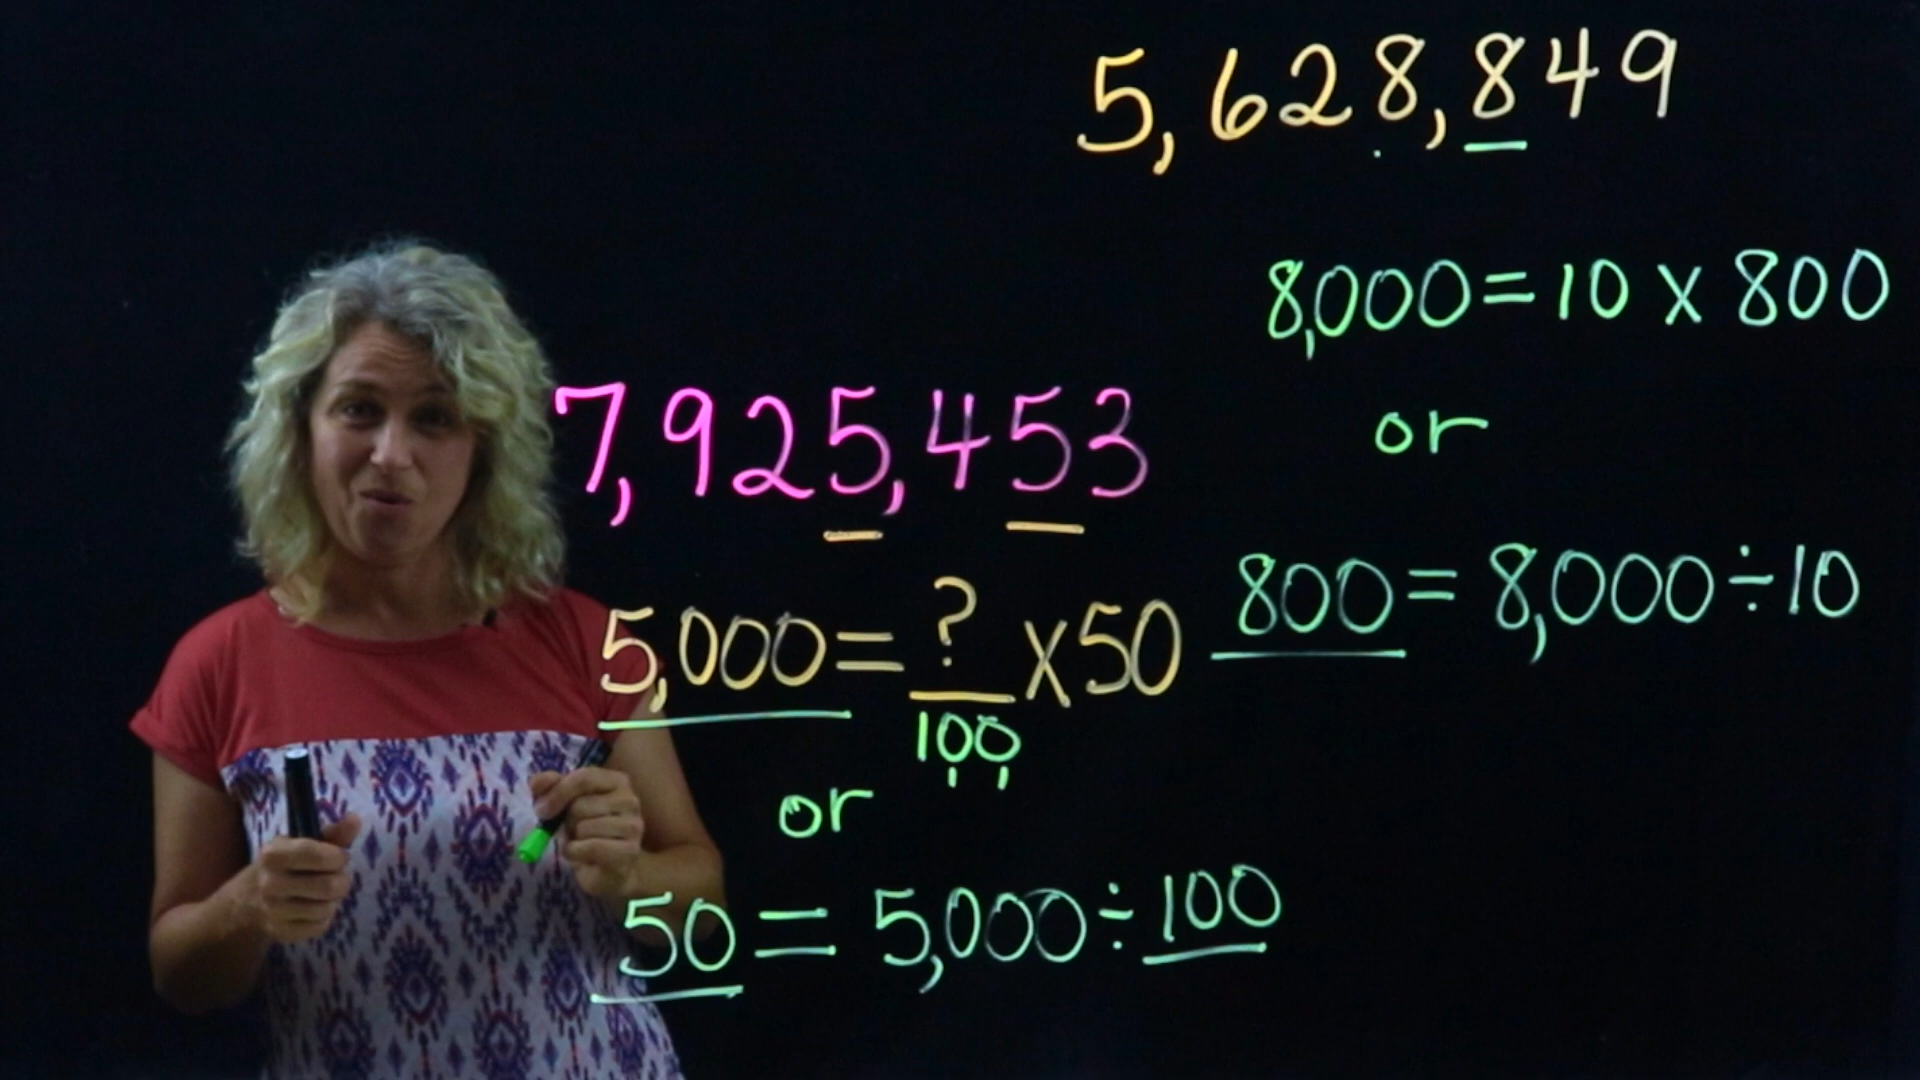 5,628,849
8,000=10 x 800
or
800=8,000÷10
7,925,453
5,000=?x50
100
or
50=5,000÷100